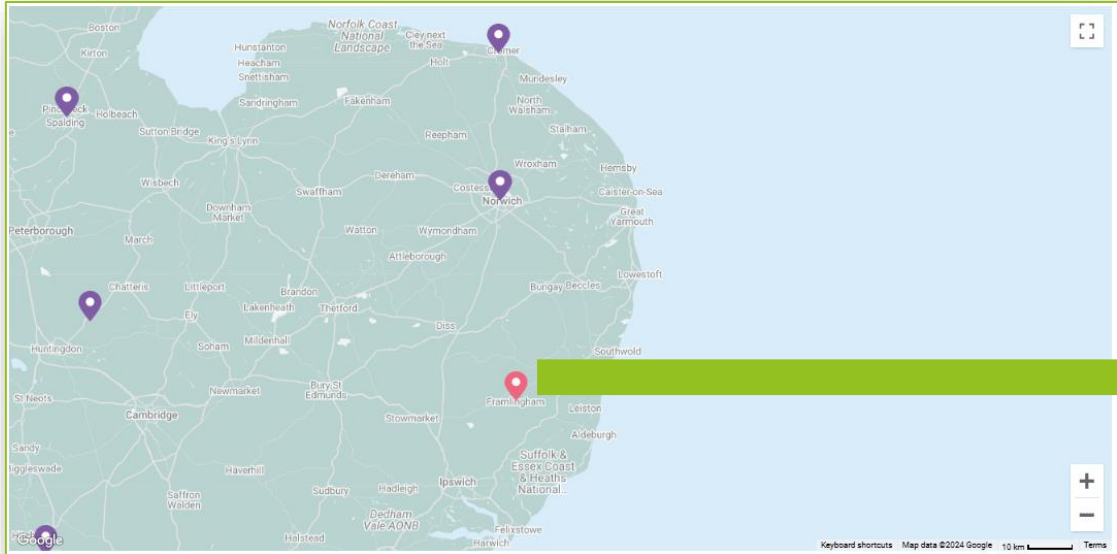 Boston
Norfolk Coast
National
Landscape
Cley next
the Sea
Cromer
Kirton
Hunstanton
Holt
Heacham
Snettisham
Mundesley
Sandringham
Fakenham
North
Walsham
Spalding
Holbeach
Sutton Bridge
King's Lynn
Reepham
Stalham
Wroxham
Hemsby
Wisbech
Swaffham
Dereham
Norwich
Caister-on-Sea
Downham
Market
Great
Yarmouth
Peterborough
March
Watton
Wymondham
Attleborough
Lowestoft
Chatteris
Littleport
Brandon
Bungay
Beccles
Ely
Lakenheath
Thetford
Diss
Huntingdon
Soham
Mildenhall
Southwold
St Neots
Newmarket
Bury St
Edmunds
Framlingham
Leiston
Cambridge
Stowmarket
Aldeburgh
Sandy
Suffolk &
Essex Coast
& Heaths
National...
Haverhill
Ipswich
Sudbury
Hadleigh
Saffron
Walden
Dedham
Vale AONB
Felixstowe
Harwich
Halstead
Google
Keyboard shortcuts
Map data ©2024 Google
10 km
Terms